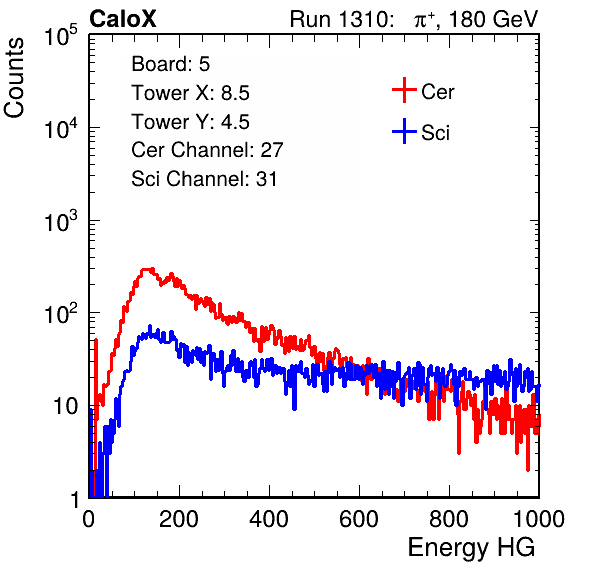 CaloX Run 1310: π⁺, 180 GeV
Board: 5
Tower X: 8.5
Tower Y: 4.5
Cer Channel: 27
Sci Channel: 31
Cer
Sci
Counts
10⁵
10⁴
10³
10²
10
1
0 200 400 600 800 1000
Energy HG